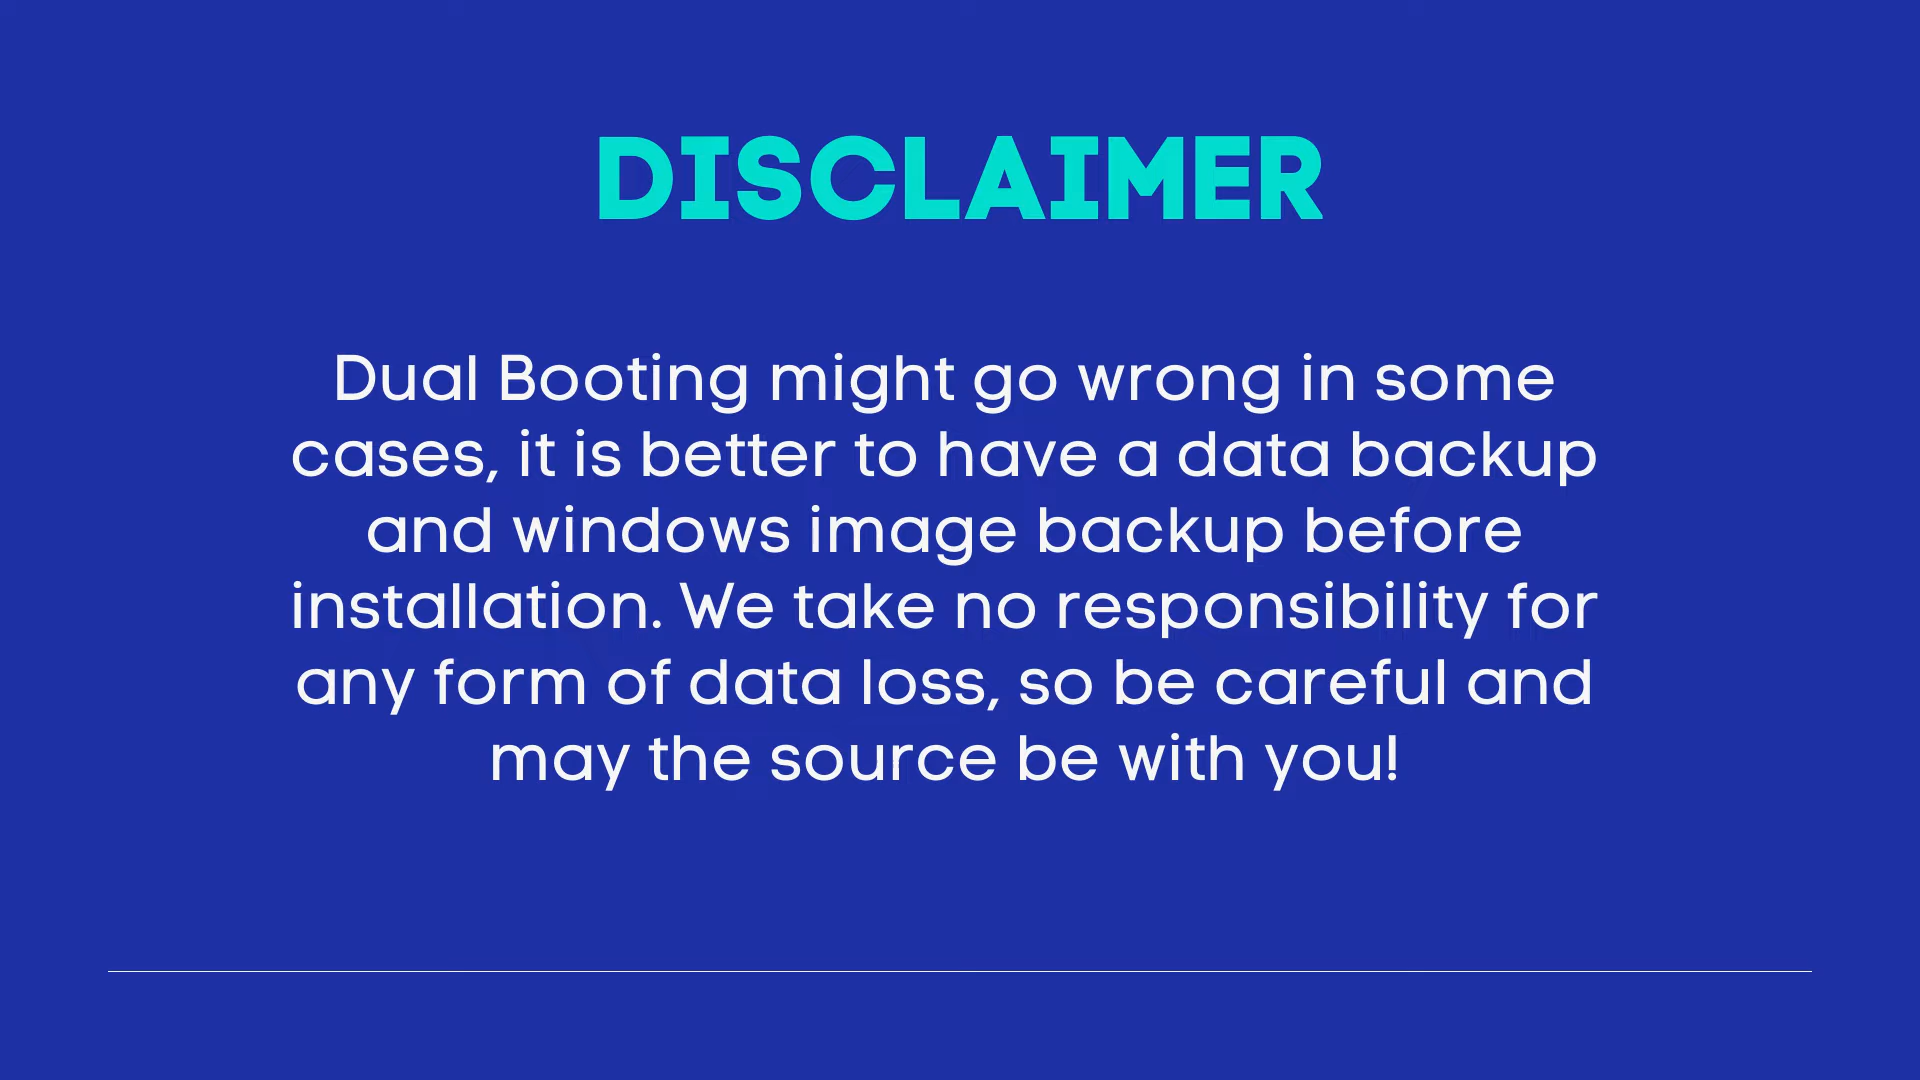 DISCLAIMER
Dual Booting might go wrong in some
cases, it is better to have a data backup
and windows image backup before
installation. We take no responsibility for
any form of data loss, so be careful and
may the source be with you!